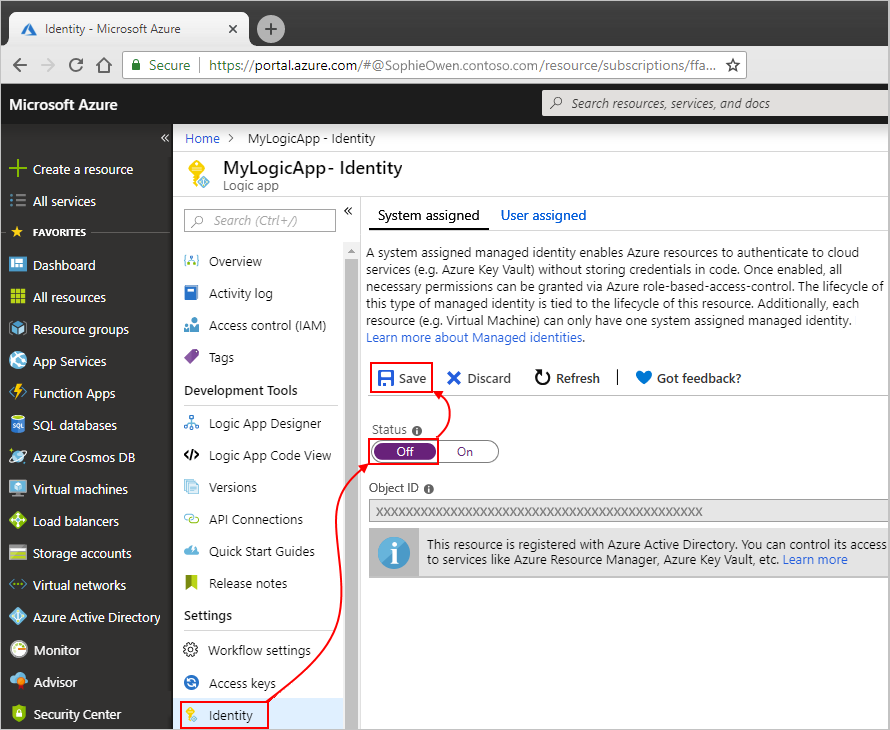 Identity - Microsoft Azure
Secure
https://portal.azure.com/#@SophieOwen.contoso.com/resource/subscriptions/ffa...
Microsoft Azure
Search resources, services, and docs
Create a resource
All services
FAVORITES
Dashboard
All resources
Resource groups
App Services
Function Apps
SQL databases
Azure Cosmos DB
Virtual machines
Load balancers
Storage accounts
Virtual networks
Azure Active Directory
Monitor
Advisor
Security Center
Home > MyLogicApp - Identity
MyLogicApp - Identity
Logic app
Search (Ctrl+/)
Overview
Activity log
Access control (IAM)
Tags
Development Tools
Logic App Designer
Logic App Code View
Versions
API Connections
Quick Start Guides
Release notes
Settings
Workflow settings
Access keys
Identity
System assigned
User assigned
A system assigned managed identity enables Azure resources to authenticate to cloud
services (e.g. Azure Key Vault) without storing credentials in code. Once enabled, all
necessary permissions can be granted via Azure role-based-access-control. The lifecycle of
this type of managed identity is tied to the lifecycle of this resource. Additionally, each
resource (e.g. Virtual Machine) can only have one system assigned managed identity.
Learn more about Managed identities.
Save
Discard
Refresh
Got feedback?
Status
Off
On
Object ID
XXXXXXXXXXXXXXXXXXXXXXXXXXXXXXXXXXXXXXXXXXXX
This resource is registered with Azure Active Directory. You can control its access
to services like Azure Resource Manager, Azure Key Vault, etc. Learn more